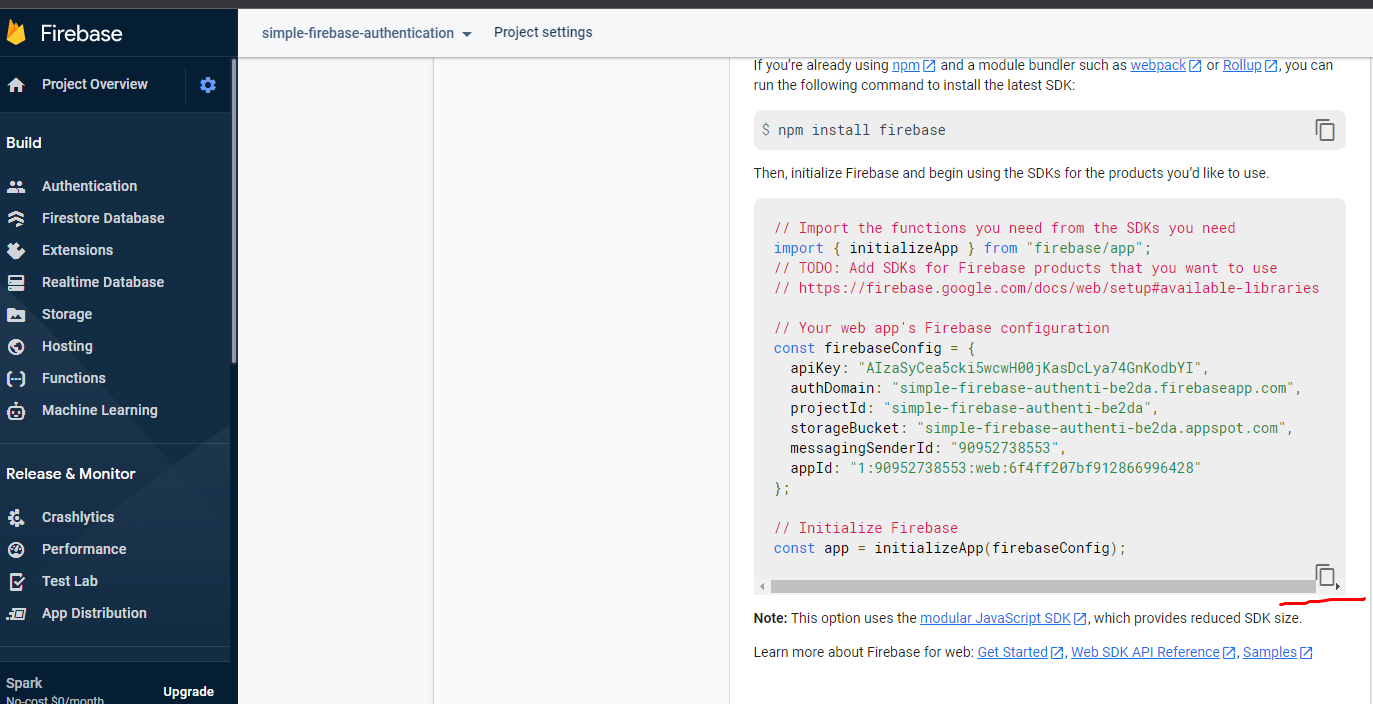 Firebase
simple-firebase-authentication
Project settings
Project Overview
Build
Authentication
Firestore Database
Extensions
Realtime Database
Storage
Hosting
Functions
Machine Learning
Release & Monitor
Crashlytics
Performance
Test Lab
App Distribution
Spark
No-cost $0/month
Upgrade
If you’re already using npm and a module bundler such as webpack or Rollup, you can
run the following command to install the latest SDK:
$ npm install firebase
Then, initialize Firebase and begin using the SDKs for the products you’d like to use.
// Import the functions you need from the SDKs you need
import { initializeApp } from "firebase/app";
// TODO: Add SDKs for Firebase products that you want to use
// https://firebase.google.com/docs/web/setup#available-libraries
// Your web app's Firebase configuration
const firebaseConfig = {
apiKey: "AIzaSyCea5cki5wcwH00jKasDcLya74GnKodbYI",
authDomain: "simple-firebase-authenti-be2da.firebaseapp.com",
projectId: "simple-firebase-authenti-be2da",
storageBucket: "simple-firebase-authenti-be2da.appspot.com",
messagingSenderId: "90952738553",
appId: "1:90952738553:web:6f4ff207bf912866996428"
};
// Initialize Firebase
const app = initializeApp(firebaseConfig);
Note: This option uses the modular JavaScript SDK, which provides reduced SDK size.
Learn more about Firebase for web: Get Started, Web SDK API Reference, Samples